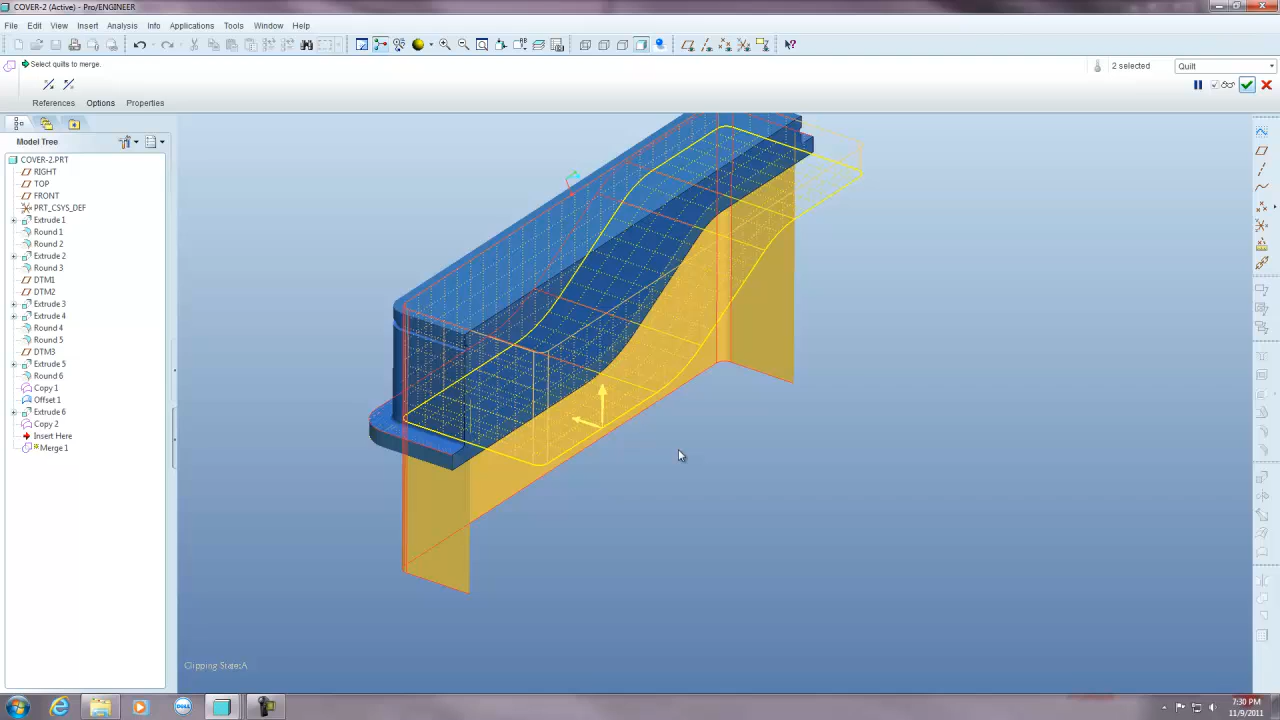 COVER-2 (Active) - Pro/ENGINEER
File Edit View Insert Analysis Info Applications Tools Window Help
Select quilts to merge.
2 selected
Quilt
References Options Properties
Model Tree
COVER-2.PRT
RIGHT
TOP
FRONT
PRT_CSYS_DEF
Extrude 1
Round 1
Round 2
Extrude 2
Round 3
DTM1
DTM2
Extrude 3
Extrude 4
Round 4
Round 5
DTM3
Extrude 5
Round 6
Copy 1
Offset 1
Extrude 6
Copy 2
Insert Here
Merge 1
Clipping State:A
DELL
7:30 PM
11/9/2011